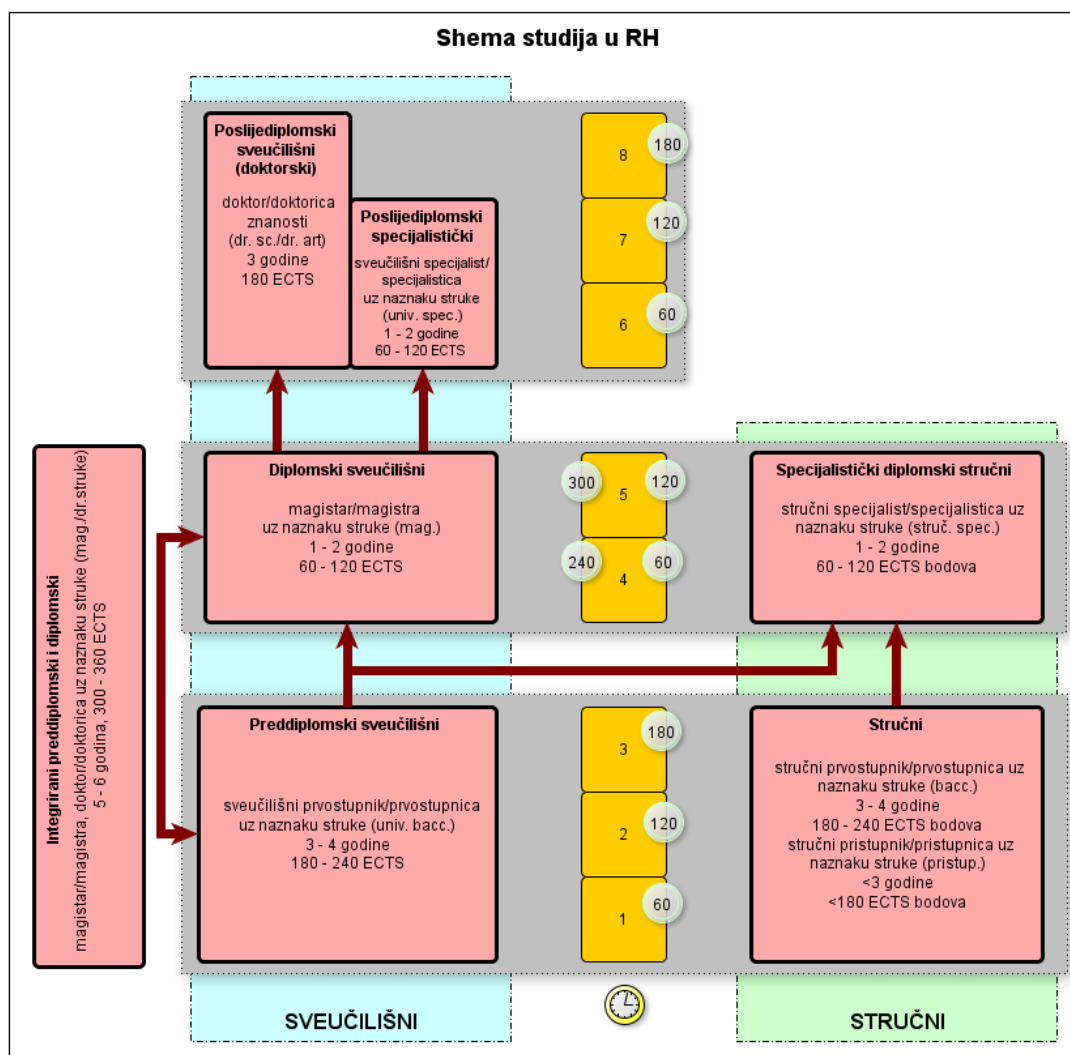 Shema studija u RH
Poslijediplomski
sveučilišni
(doktorski)
doktor/doktorica
znanosti
(dr. sc./dr. art)
3 godine
180 ECTS
Poslijediplomski
specijalistički
sveučilišni specijalist/
specijalistica
uz naznaku struke
(univ. spec.)
1 - 2 godine
60 - 120 ECTS
8
180
7
120
6
60
Integrirani preddiplomski i diplomski
magistar/magistra, doktor/doktorica uz naznaku struke (mag./dr.struke)
5 - 6 godina, 300 - 360 ECTS
Diplomski sveučilišni
magistar/magistra
uz naznaku struke (mag.)
1 - 2 godine
60 - 120 ECTS
300
5
120
240
4
60
Specijalistički diplomski stručni
stručni specijalist/specijalistica uz
naznaku struke (struč. spec.)
1 - 2 godine
60 - 120 ECTS bodova
Preddiplomski sveučilišni
sveučilišni prvostupnik/prvostupnica
uz naznaku struke (univ. bacc.)
3 - 4 godine
180 - 240 ECTS
3
180
2
120
1
60
Stručni
stručni prvostupnik/prvostupnica uz
naznaku struke (bacc.)
3 - 4 godine
180 - 240 ECTS bodova
stručni pristupnik/pristupnica uz
naznaku struke (pristup.)
<3 godine
<180 ECTS bodova
SVEUČILIŠNI
STRUČNI